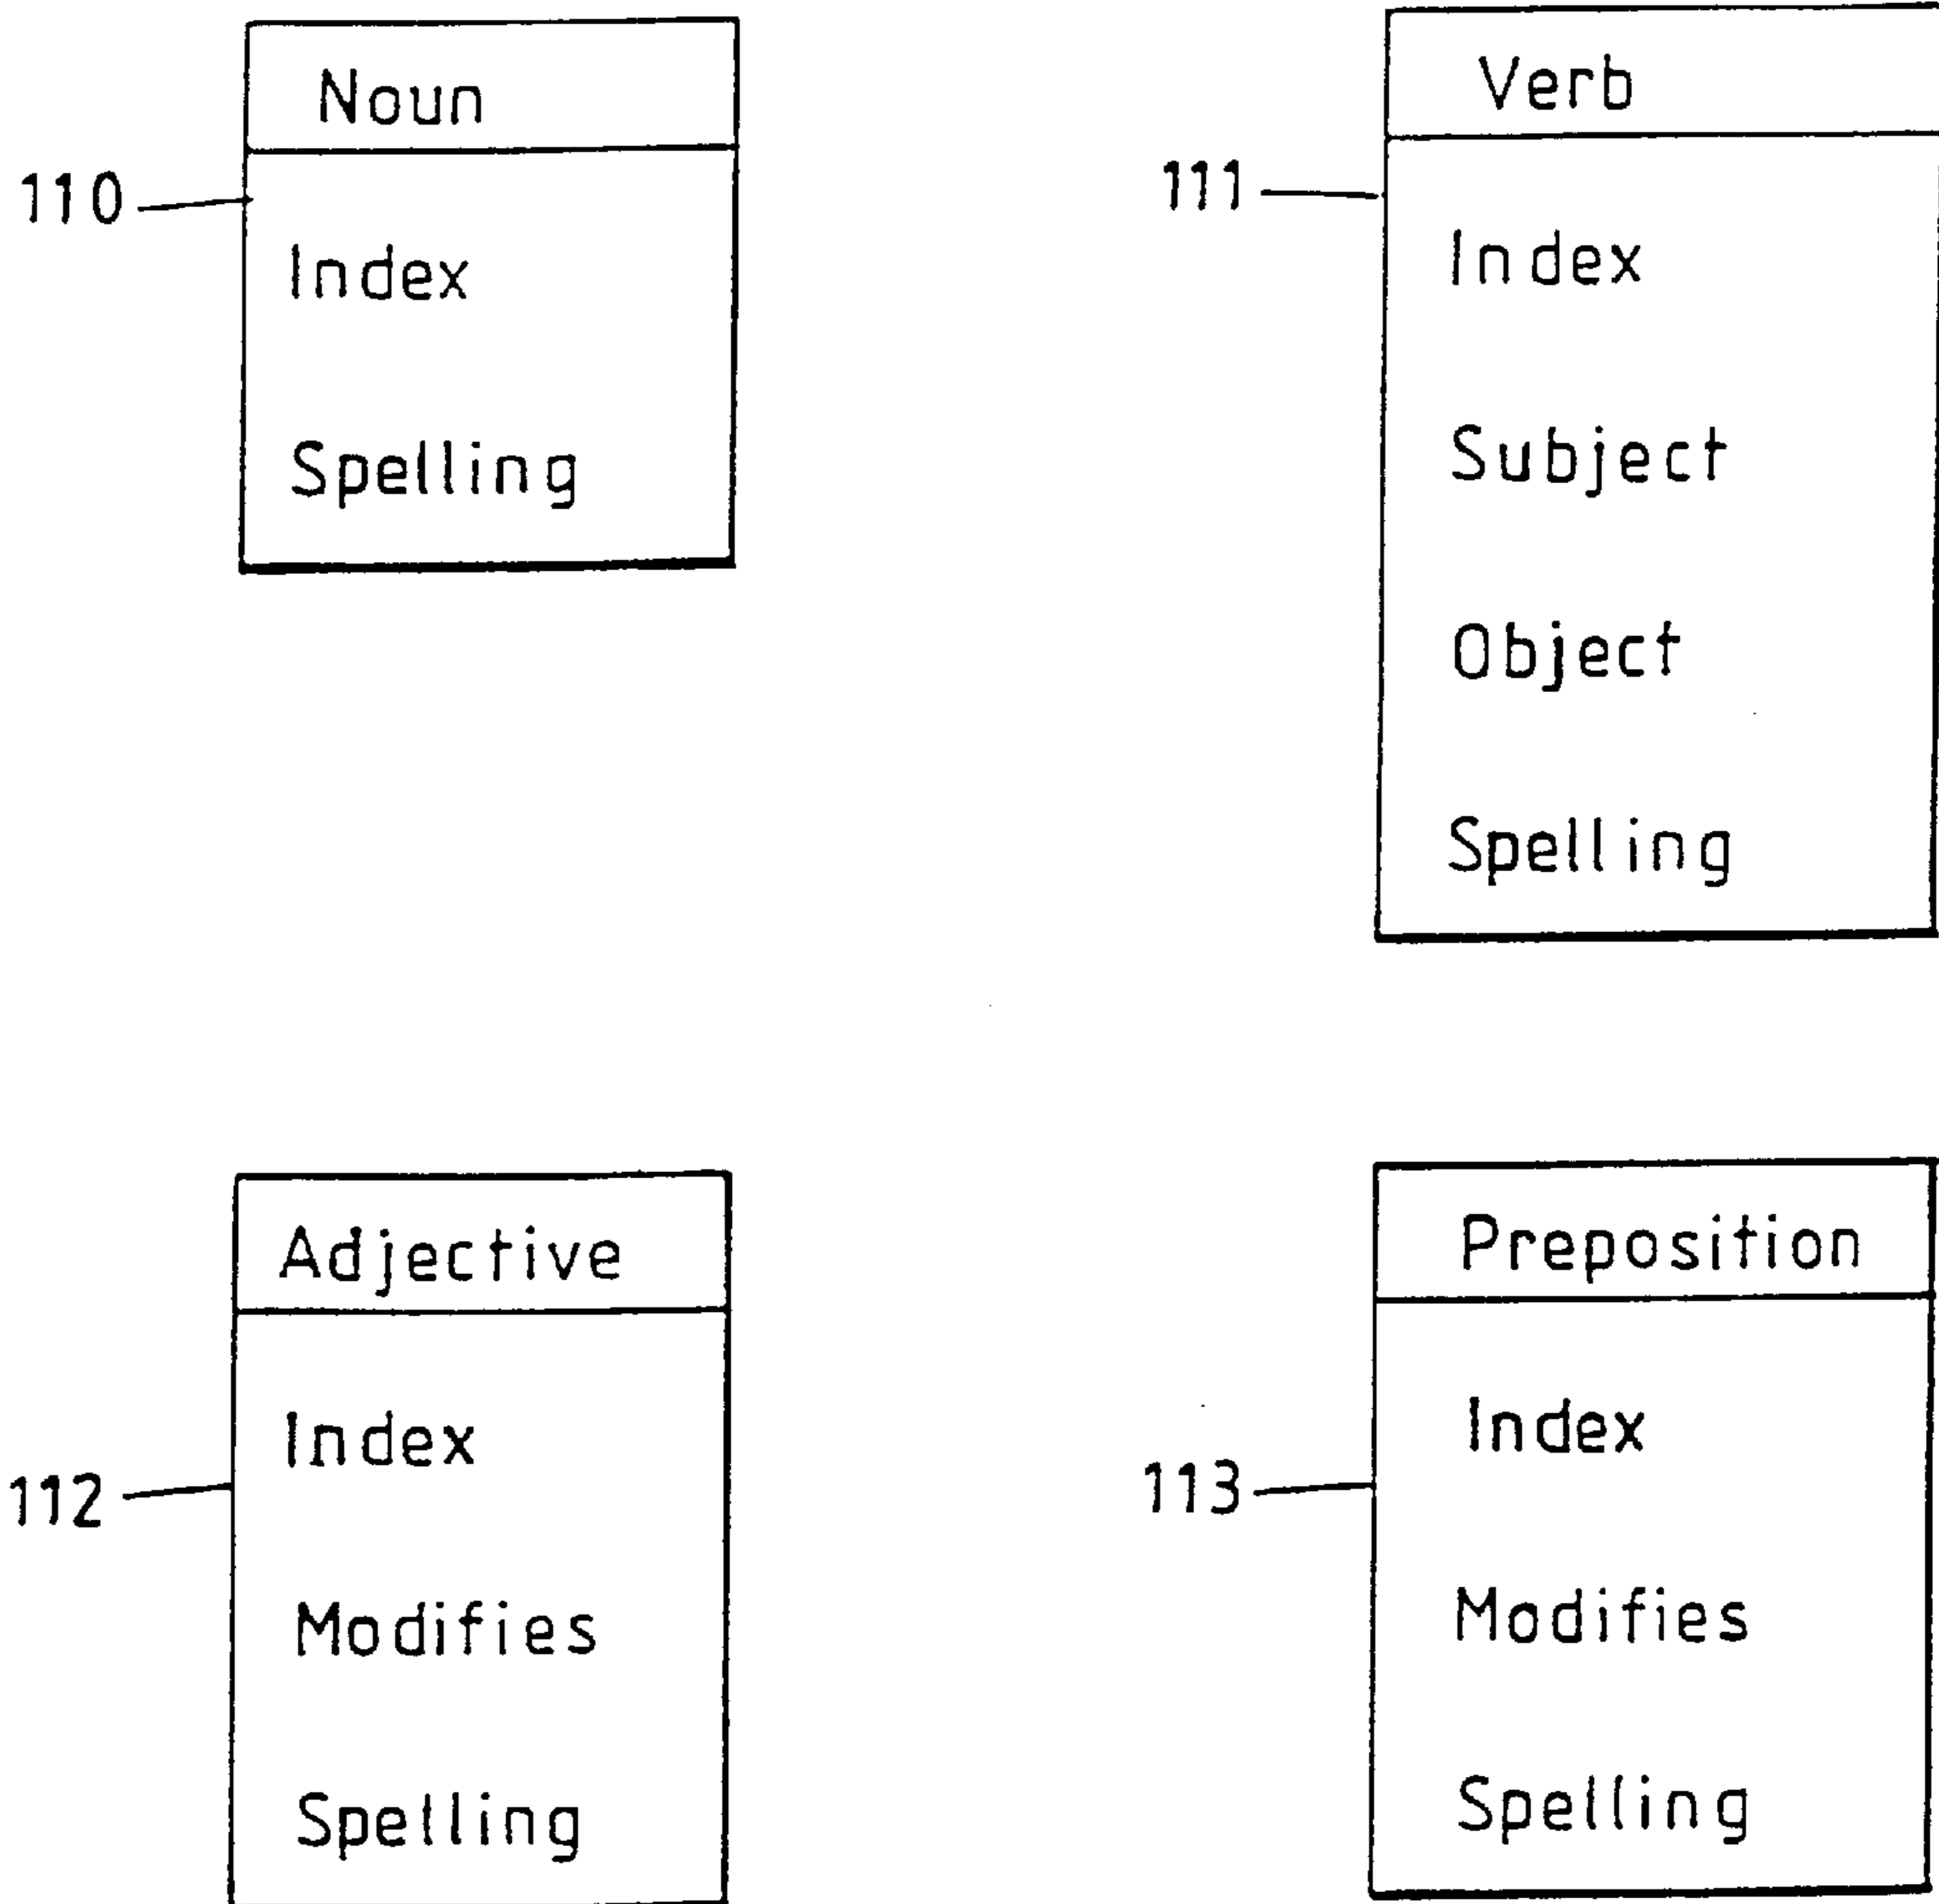 Noun
110
Index
Spelling
Verb
111
Index
Subject
Object
Spelling
Adjective
Index
112
Modifies
Spelling
Preposition
Index
113
Modifies
Spelling